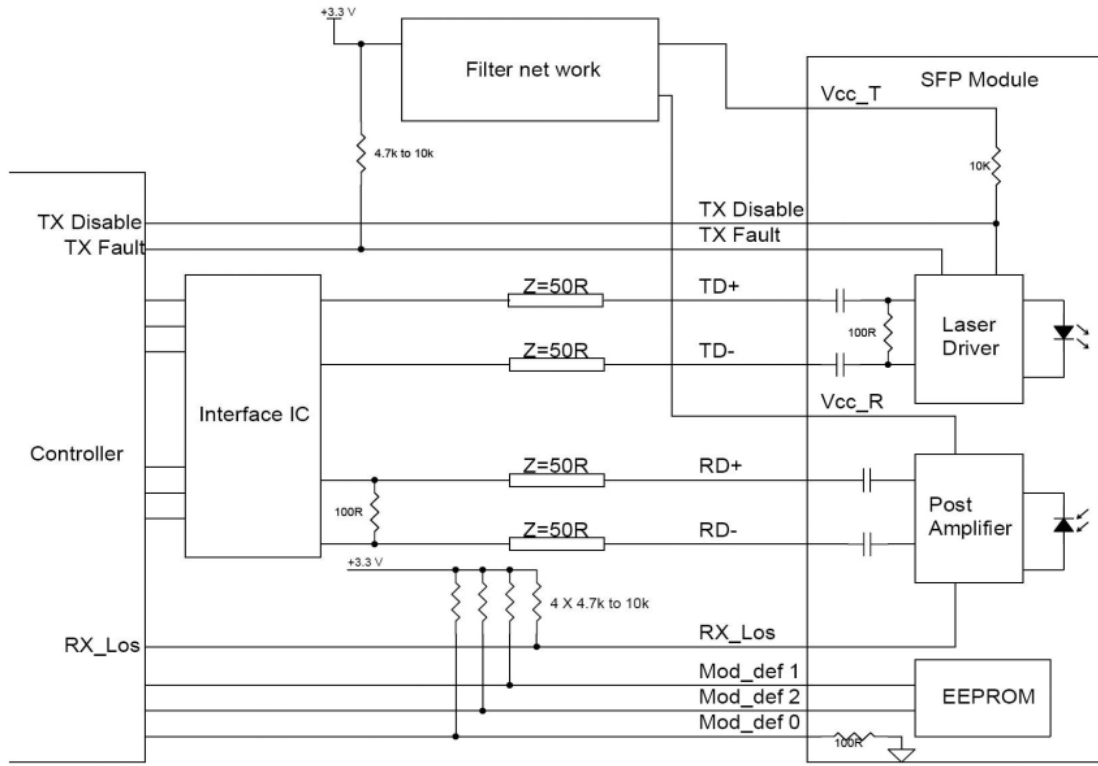 +3.3 V
Filter net work
SFP Module
Vcc_T
4.7k to 10k
10K
TX Disable
TX Disable
TX Fault
TX Fault
Z=50R
TD+
100R
Laser
Driver
Z=50R
TD-
Vcc_R
Interface IC
Controller
Z=50R
RD+
100R
Post
Amplifier
Z=50R
RD-
+3.3 V
4 X 4.7k to 10k
RX_Los
RX_Los
Mod_def 1
Mod_def 2
EEPROM
Mod_def 0
100R